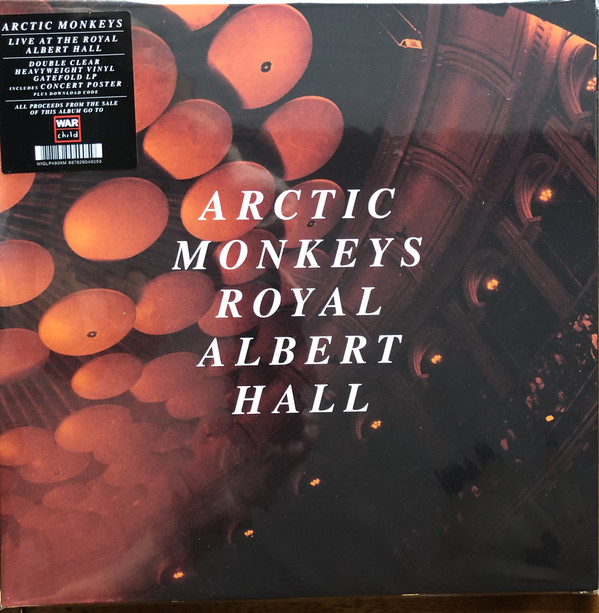 ARCTIC MONKEYS
LIVE AT THE ROYAL
ALBERT HALL
DOUBLE CLEAR
HEAVYWEIGHT VINYL
GATEFOLD LP
INCLUDES CONCERT POSTER
PLUS DOWNLOAD CODE
ALL PROCEEDS FROM THE SALE
OF THIS ALBUM GO TO
WAR
child
ARCTIC
MONKEYS
ROYAL
ALBERT
HALL